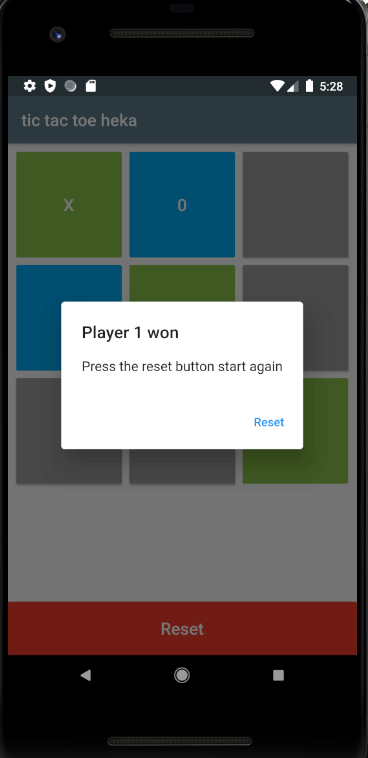 5:28
tic tac toe heka
X 0
Player 1 won
Press the reset button start again
Reset
Reset